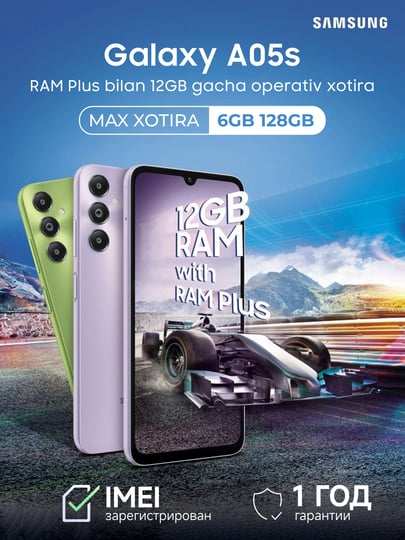 SAMSUNG
Galaxy A05s
RAM Plus bilan 12GB gacha operativ xotira
MAX XOTIRA 6GB 128GB
12GB
RAM
with
RAM Plus
IMEI
зарегистрирован
1 ГОД
гарантии